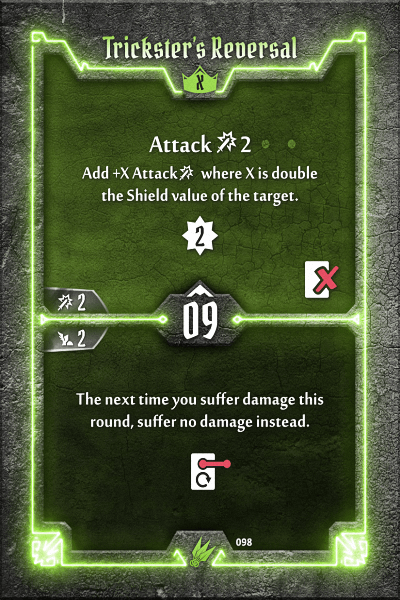 Trickster's Reversal
X
Attack 2
Add +X Attack where X is double
the Shield value of the target.
2
2
09
2
The next time you suffer damage this
round, suffer no damage instead.
098